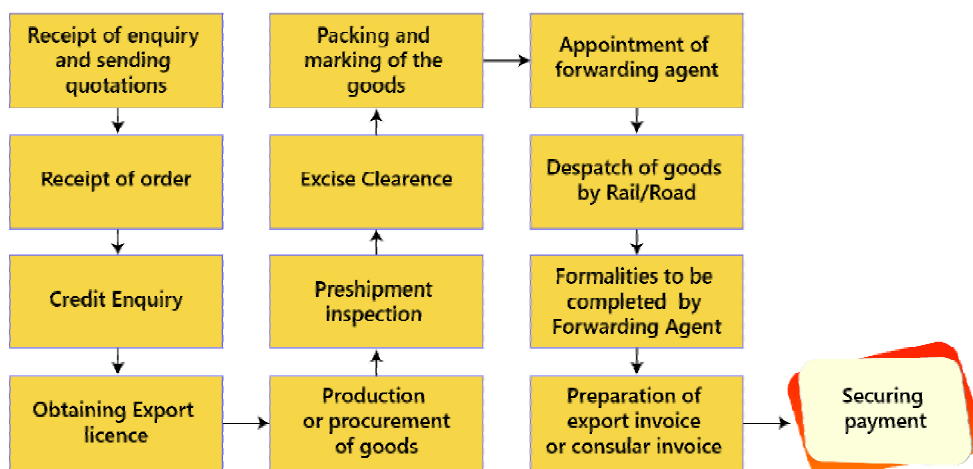 Receipt of enquiry
and sending
quotations
Receipt of order
Credit Enquiry
Obtaining Export
licence
Production
or procurement
of goods
Preshipment
inspection
Excise Clearence
Packing and
marking of the
goods
Appointment of
forwarding agent
Despatch of goods
by Rail/Road
Formalities to be
completed by
Forwarding Agent
Preparation of
export invoice
or consular invoice
Securing
payment